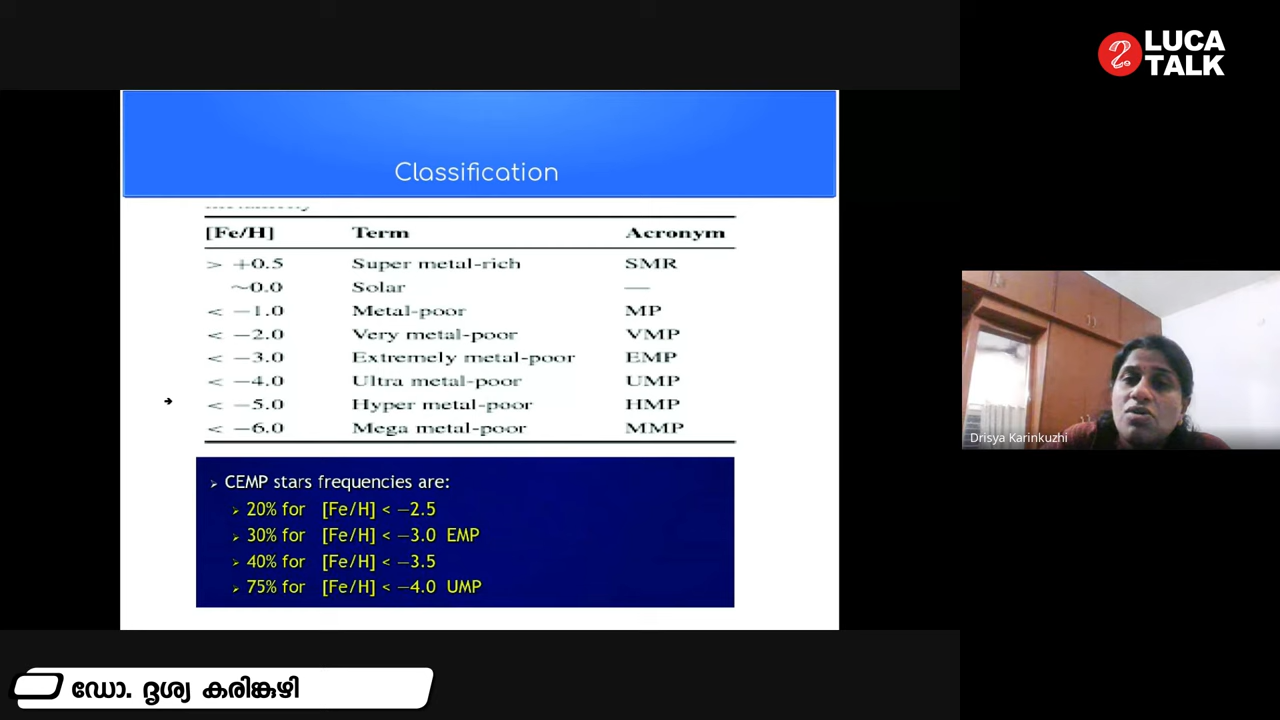 LUCA
TALK
Classification
[Fe/H] Term Acronym
> +0.5 Super metal-rich SMR
~0.0 Solar —
< −1.0 Metal-poor MP
< −2.0 Very metal-poor VMP
< −3.0 Extremely metal-poor EMP
< −4.0 Ultra metal-poor UMP
< −5.0 Hyper metal-poor HMP
< −6.0 Mega metal-poor MMP
CEMP stars frequencies are:
20% for [Fe/H] < −2.5
30% for [Fe/H] < −3.0 EMP
40% for [Fe/H] < −3.5
75% for [Fe/H] < −4.0 UMP
Drisya Karinkuzhi
ഡോ. ദൃശ്യ കരിങ്കുഴി